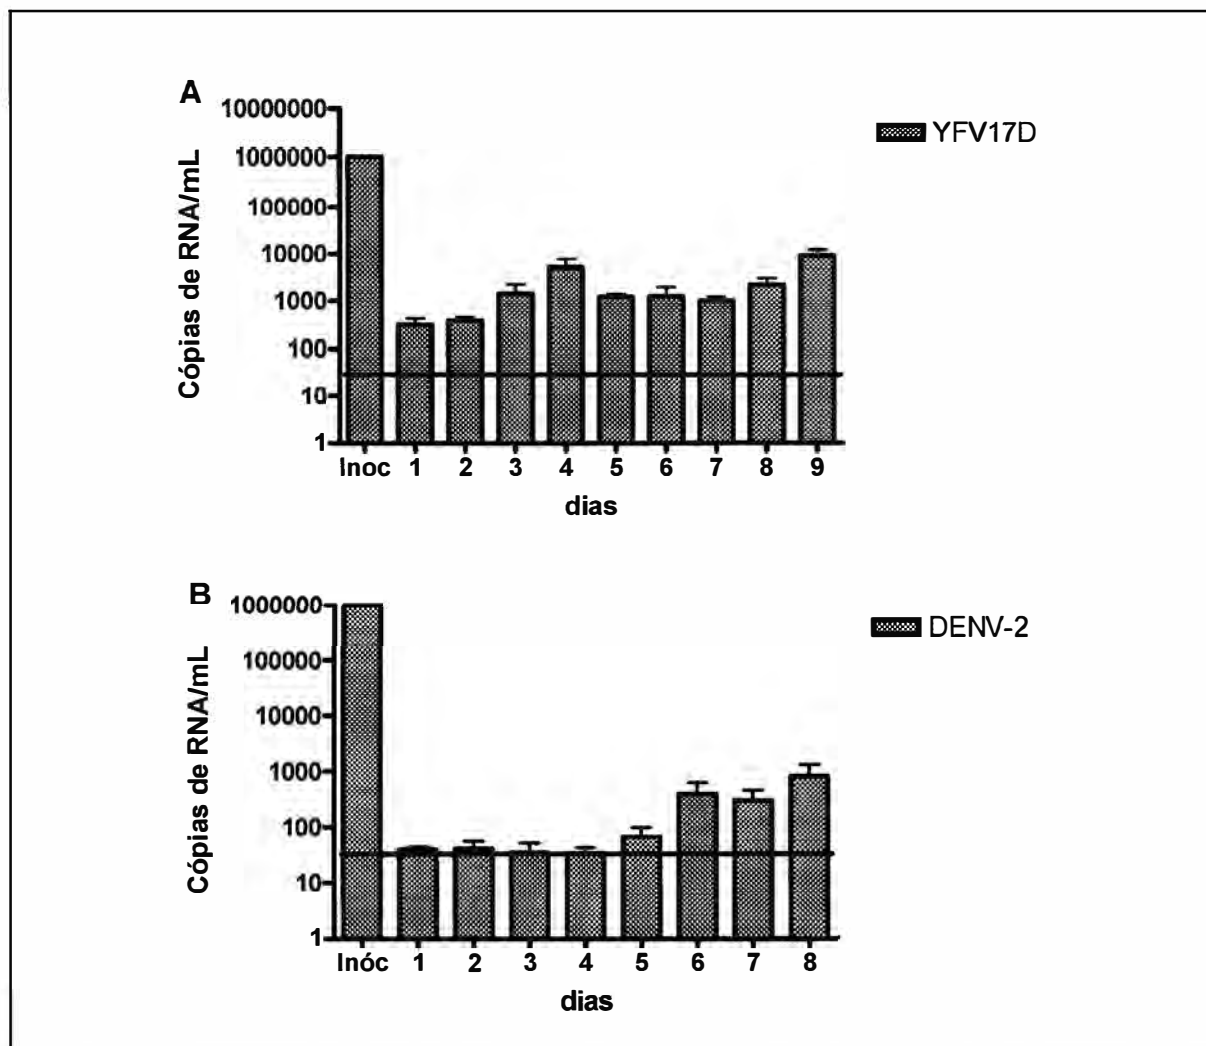 A
10000000
1000000
100000
10000
1000
100
10
1
Cópias de RNA/mL
Inoc 1 2 3 4 5 6 7 8 9
dias
YFV17D
B
1000000
100000
10000
1000
100
10
1
Cópias de RNA/mL
Inóc 1 2 3 4 5 6 7 8
dias
DENV-2